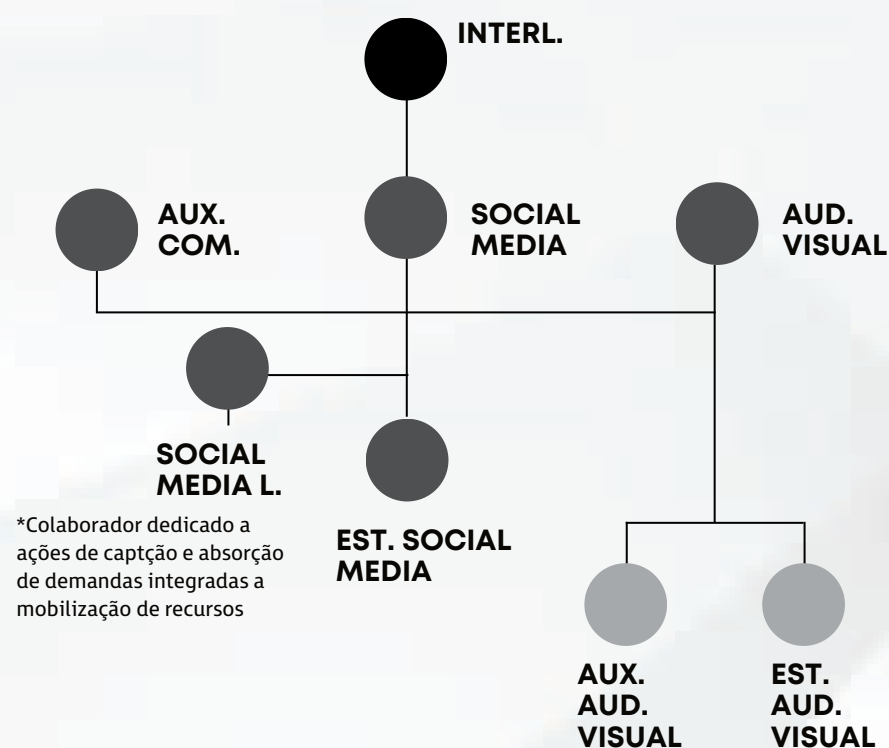 INTERL.
AUX.
COM.
SOCIAL
MEDIA
AUD.
VISUAL
SOCIAL
MEDIA L.
*Colaborador dedicado a
ações de captção e absorção
de demandas integradas a
mobilização de recursos
EST. SOCIAL
MEDIA
AUX.
AUD.
VISUAL
EST.
AUD.
VISUAL